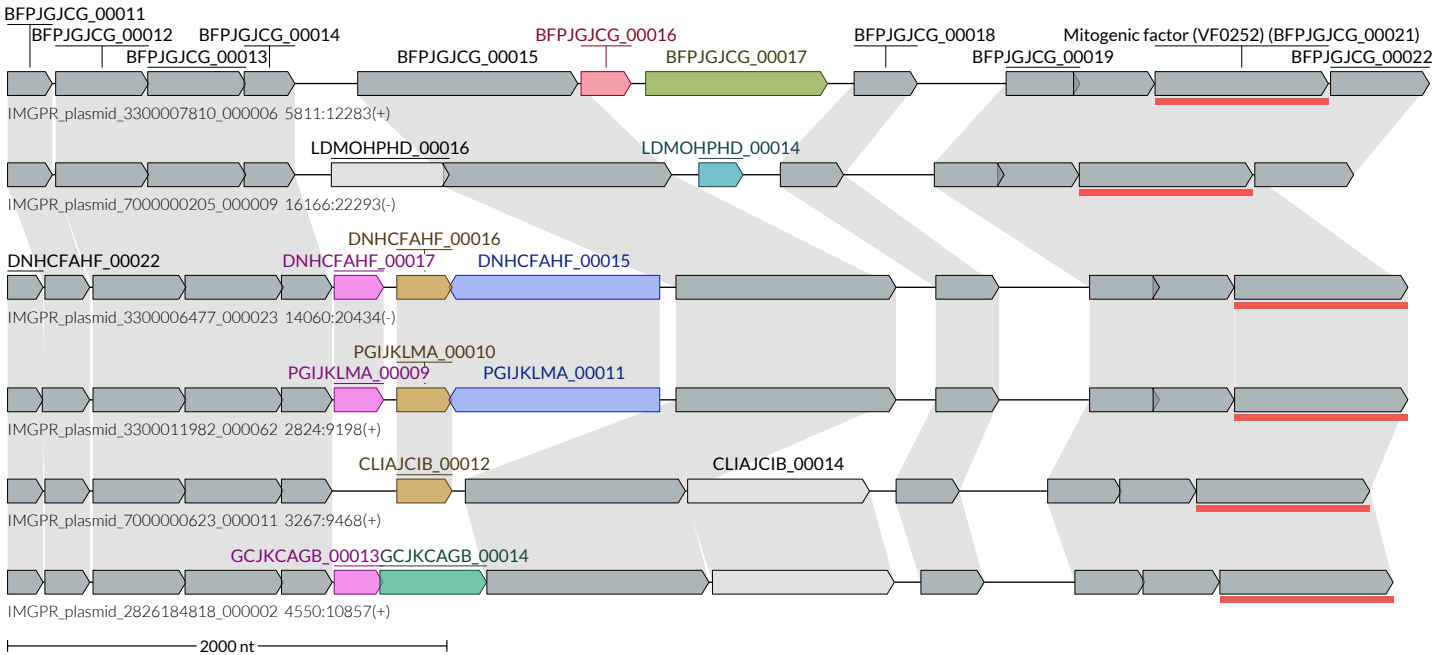 BFPJGJCG_00011
BFPJGJCG_00012 BFPJGJCG_00014 BFPJGJCG_00018 Mitogenic factor (VF0252) (BFPJGJCG_00021)
BFPJGJCG_00013 BFPJGJCG_00015 BFPJGJCG_00016 BFPJGJCG_00017 BFPJGJCG_00019 BFPJGJCG_00022
IMGPR_plasmid_3300007810_000006 5811:12283(+)
LDMOHPHD_00016 LDMOHPHD_00014
IMGPR_plasmid_7000000205_000009 16166:22293(-)
DNHCFAHF_00016
DNHCFAHF_00022 DNHCFAHF_00017 DNHCFAHF_00015
IMGPR_plasmid_3300006477_000023 14060:20434(-)
PGIJKLMA_00010
PGIJKLMA_00009 PGIJKLMA_00011
IMGPR_plasmid_3300011982_000062 2824:9198(+)
CLIAJCIB_00012 CLIAJCIB_00014
IMGPR_plasmid_7000000623_000011 3267:9468(+)
GCJKCAGB_00013 GCJKCAGB_00014
IMGPR_plasmid_2826184818_000002 4550:10857(+)
2000 nt